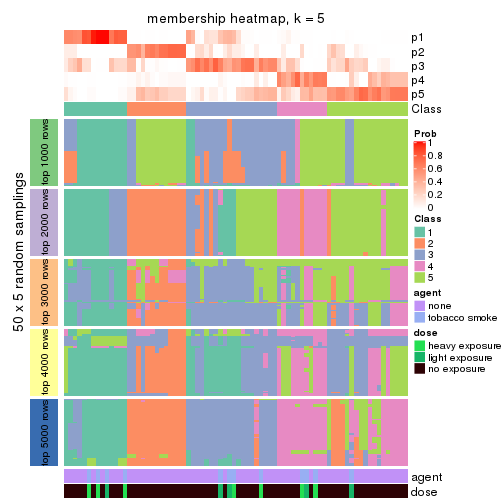 membership heatmap, k = 5
p1
p2
p3
p4
p5
Class
50 x 5 random samplings
top 1000 rows
top 2000 rows
top 3000 rows
top 4000 rows
top 5000 rows
agent
dose
Prob
1
0.8
0.6
0.4
0.2
0
Class
1
2
3
4
5
agent
none
tobacco smoke
dose
heavy exposure
light exposure
no exposure